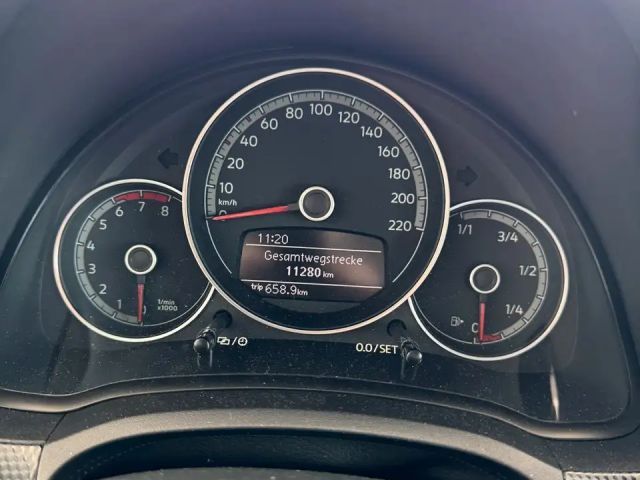 100
80 120
60 140
40 160
20 180
10 200
km/h
0 220
11:20
Gesamtwegstrecke
11280 km
trip 658.9 km
6 7 8
5
4
3
2
1 0
1/min
x1000
1/1 3/4
1/2
1/4
0
0.0/SET